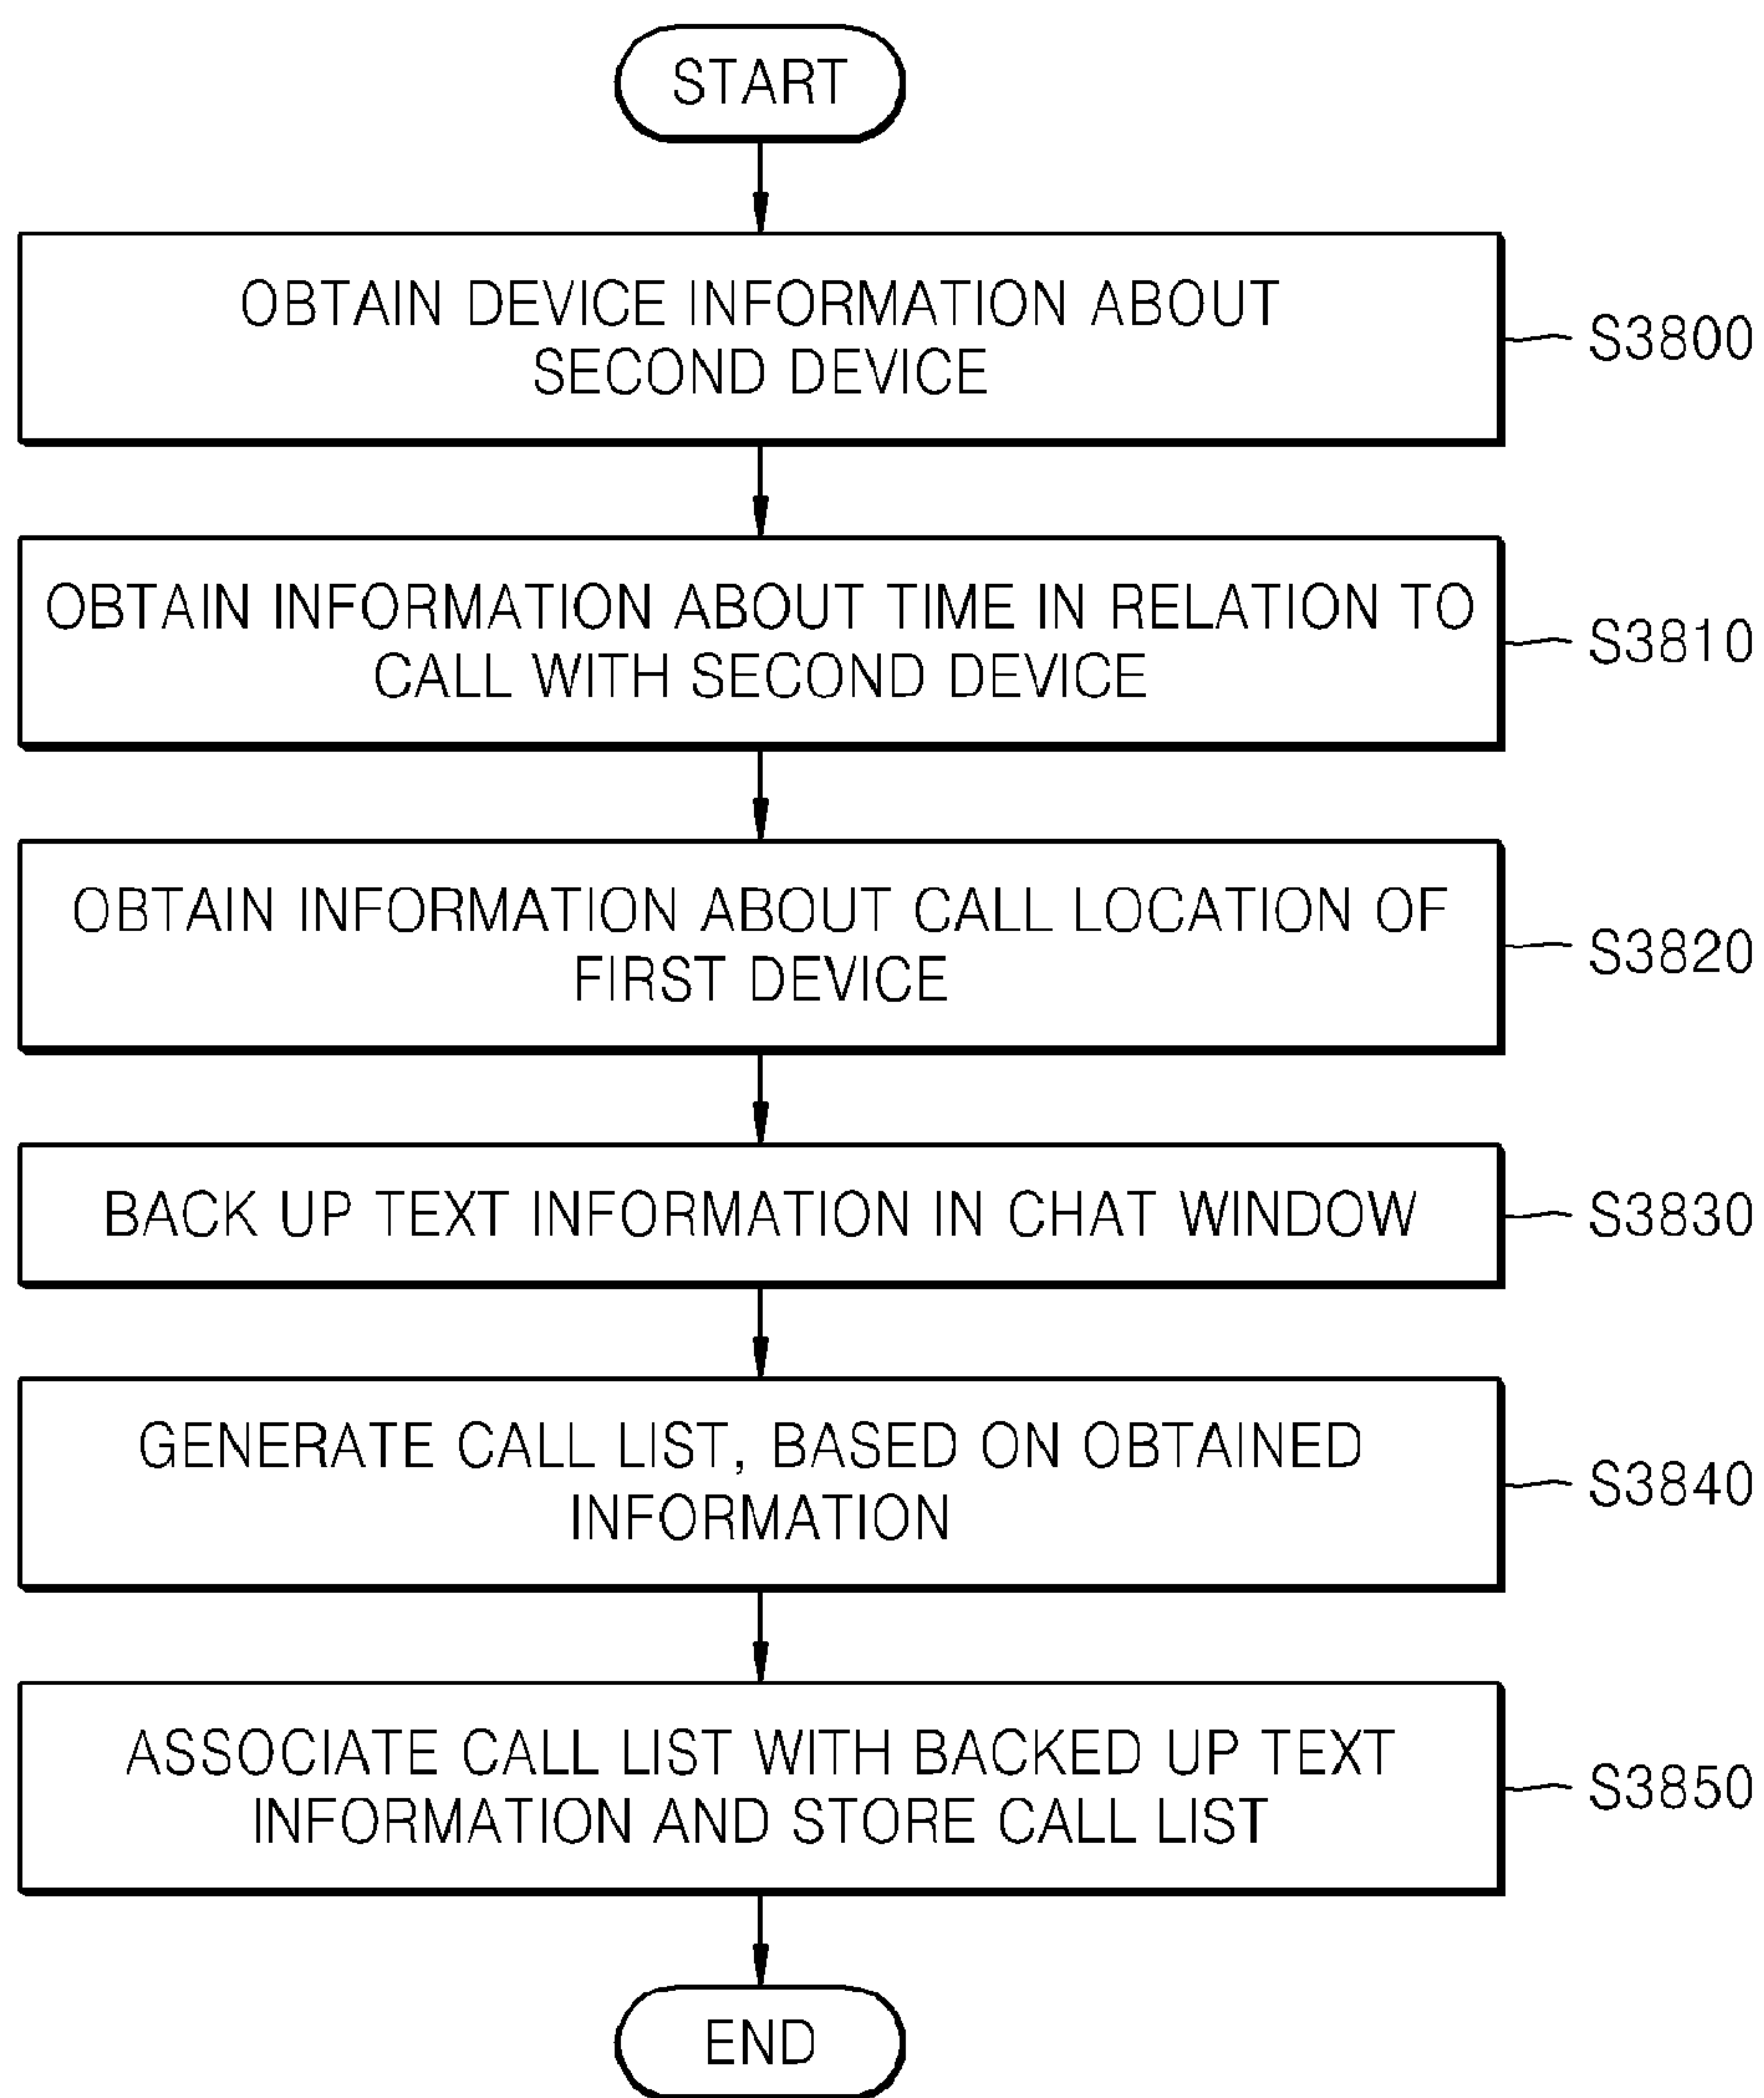 START
OBTAIN DEVICE INFORMATION ABOUT
SECOND DEVICE
S3800
OBTAIN INFORMATION ABOUT TIME IN RELATION TO
CALL WITH SECOND DEVICE
S3810
OBTAIN INFORMATION ABOUT CALL LOCATION OF
FIRST DEVICE
S3820
BACK UP TEXT INFORMATION IN CHAT WINDOW
S3830
GENERATE CALL LIST, BASED ON OBTAINED
INFORMATION
S3840
ASSOCIATE CALL LIST WITH BACKED UP TEXT
INFORMATION AND STORE CALL LIST
S3850
END